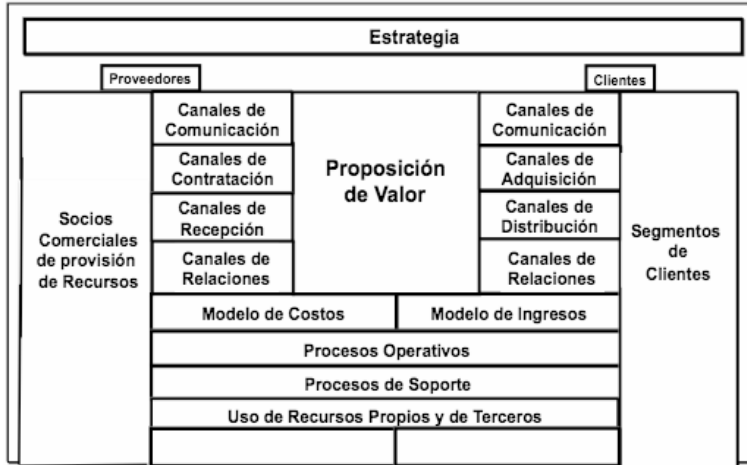 Estrategia
Proveedores
Clientes
Canales de
Comunicación
Canales de
Contratación
Canales de
Recepción
Canales de
Relaciones
Proposición
de Valor
Canales de
Comunicación
Canales de
Adquisición
Canales de
Distribución
Canales de
Relaciones
Socios
Comerciales
de provisión
de Recursos
Segmentos
de
Clientes
Modelo de Costos
Modelo de Ingresos
Procesos Operativos
Procesos de Soporte
Uso de Recursos Propios y de Terceros